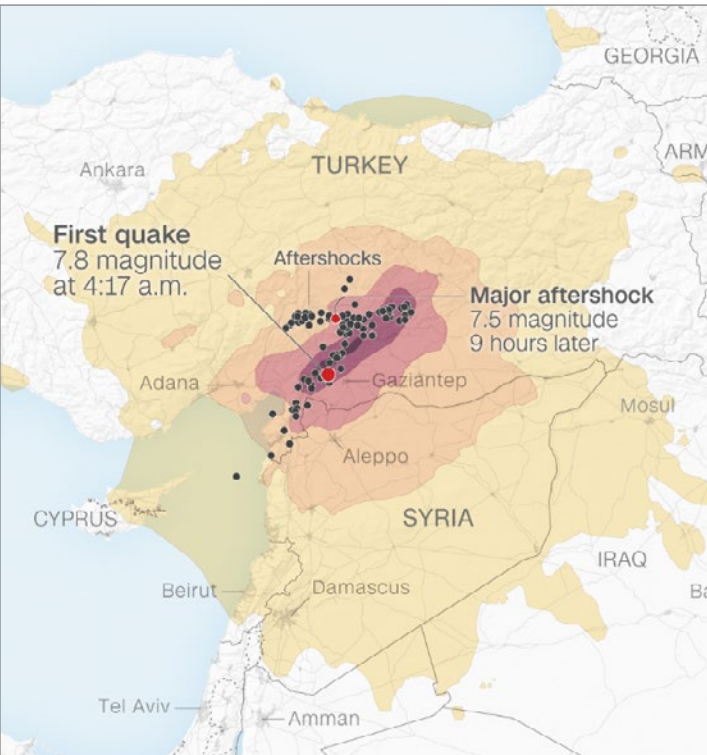 GEORGIA
ARM
Ankara
TURKEY
First quake
7.8 magnitude
at 4:17 a.m.
Aftershocks
Major aftershock
7.5 magnitude
9 hours later
Adana
Gaziantep
Mosul
Aleppo
CYPRUS
SYRIA
IRAQ
Beirut
Damascus
Ba
Tel Aviv
Amman